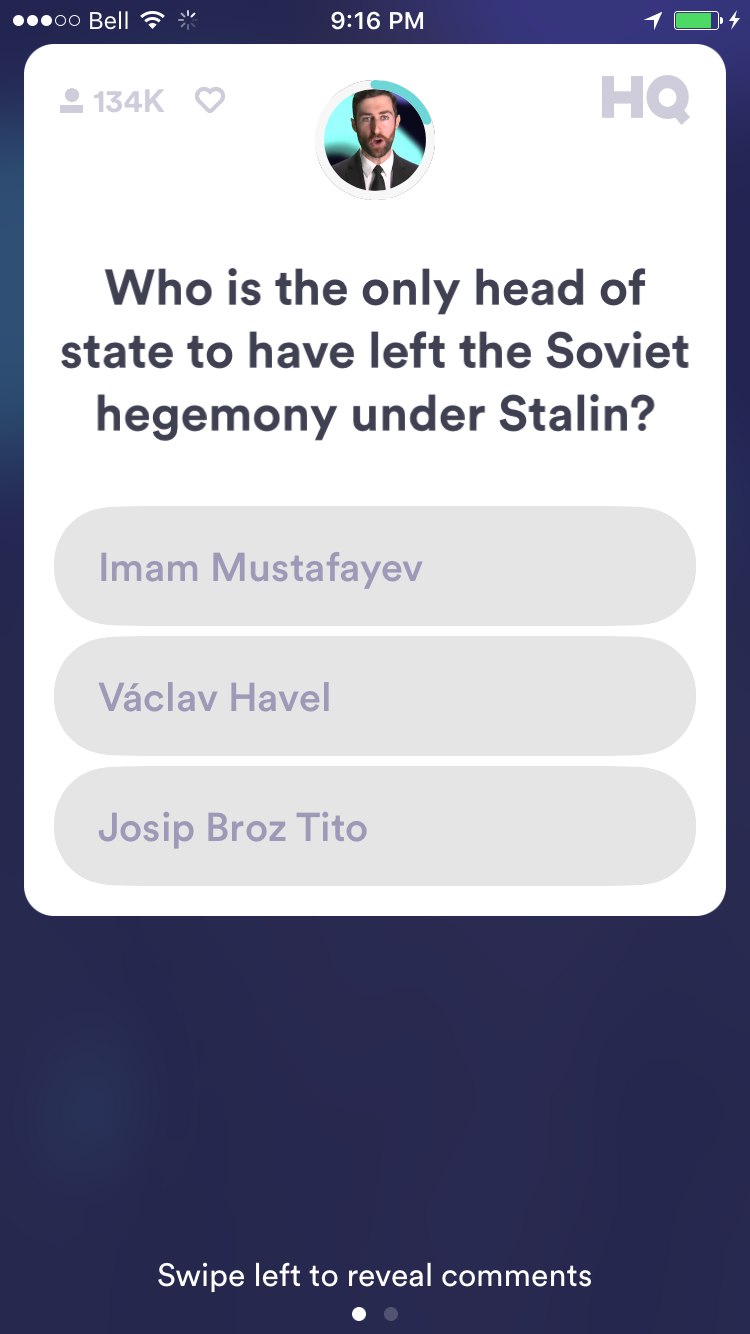 Bell 9:16 PM
134K HQ
Who is the only head of
state to have left the Soviet
hegemony under Stalin?
Imam Mustafayev
Václav Havel
Josip Broz Tito
Swipe left to reveal comments